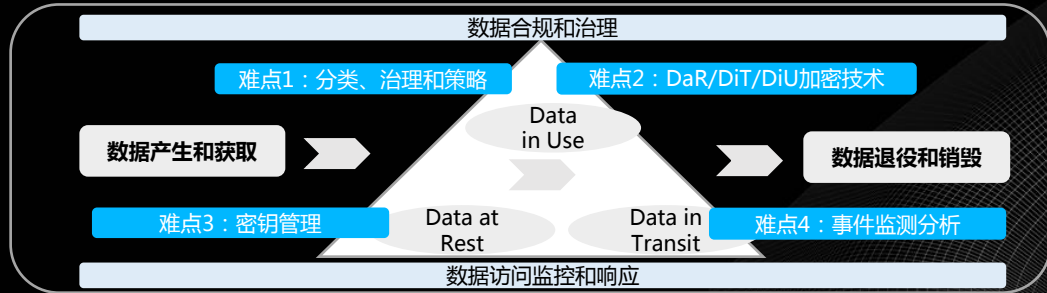 数据合规和治理
难点1：分类、治理和策略
难点2：DaR/DiT/DiU加密技术
Data
in Use
数据产生和获取
数据退役和销毁
难点3：密钥管理
Data at
Rest
Data in
Transit
难点4：事件监测分析
数据访问监控和响应